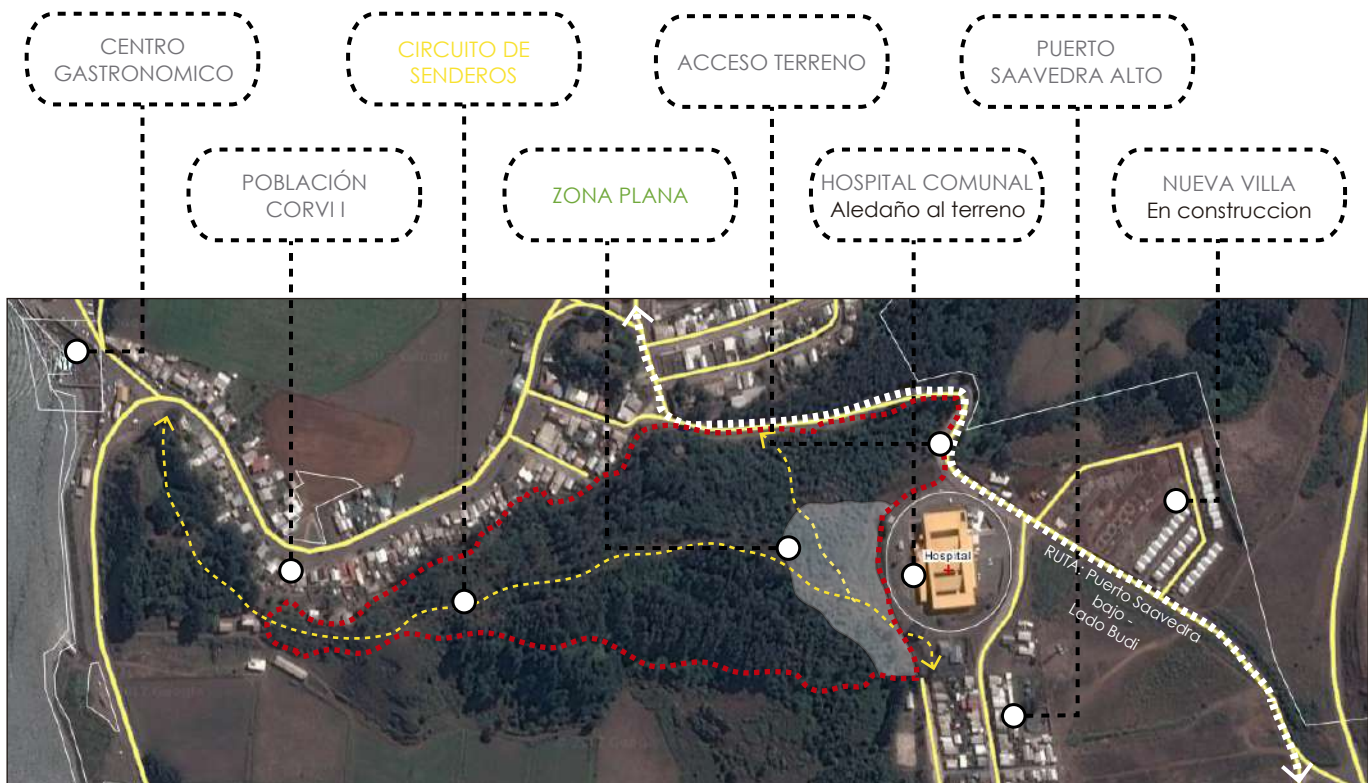 CENTRO
GASTRONOMICO
CIRCUITO DE
SENDEROS
ACCESO TERRENO
PUERTO
SAAVEDRA ALTO
POBLACIÓN
CORVI I
ZONA PLANA
HOSPITAL COMUNAL
Aledaño al terreno
NUEVA VILLA
En construccion
Hospital
RUTA: Puerto Saavedra
bajo -
Lado Budi